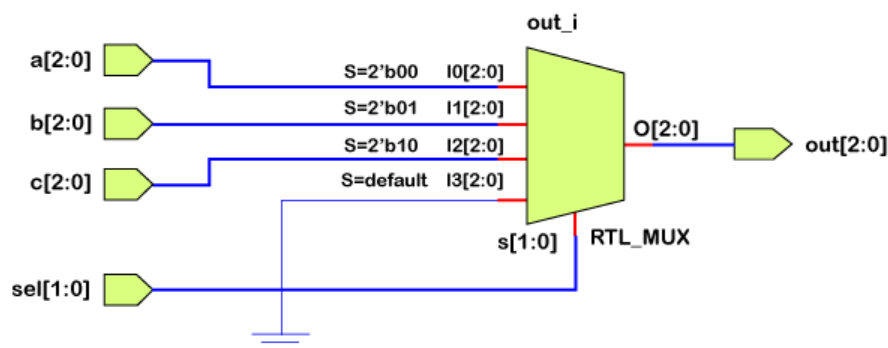 out_i
a[2:0]
S=2'b00 I0[2:0]
b[2:0]
S=2'b01 I1[2:0]
O[2:0]
out[2:0]
c[2:0]
S=2'b10 I2[2:0]
S=default I3[2:0]
s[1:0]
RTL_MUX
sel[1:0]